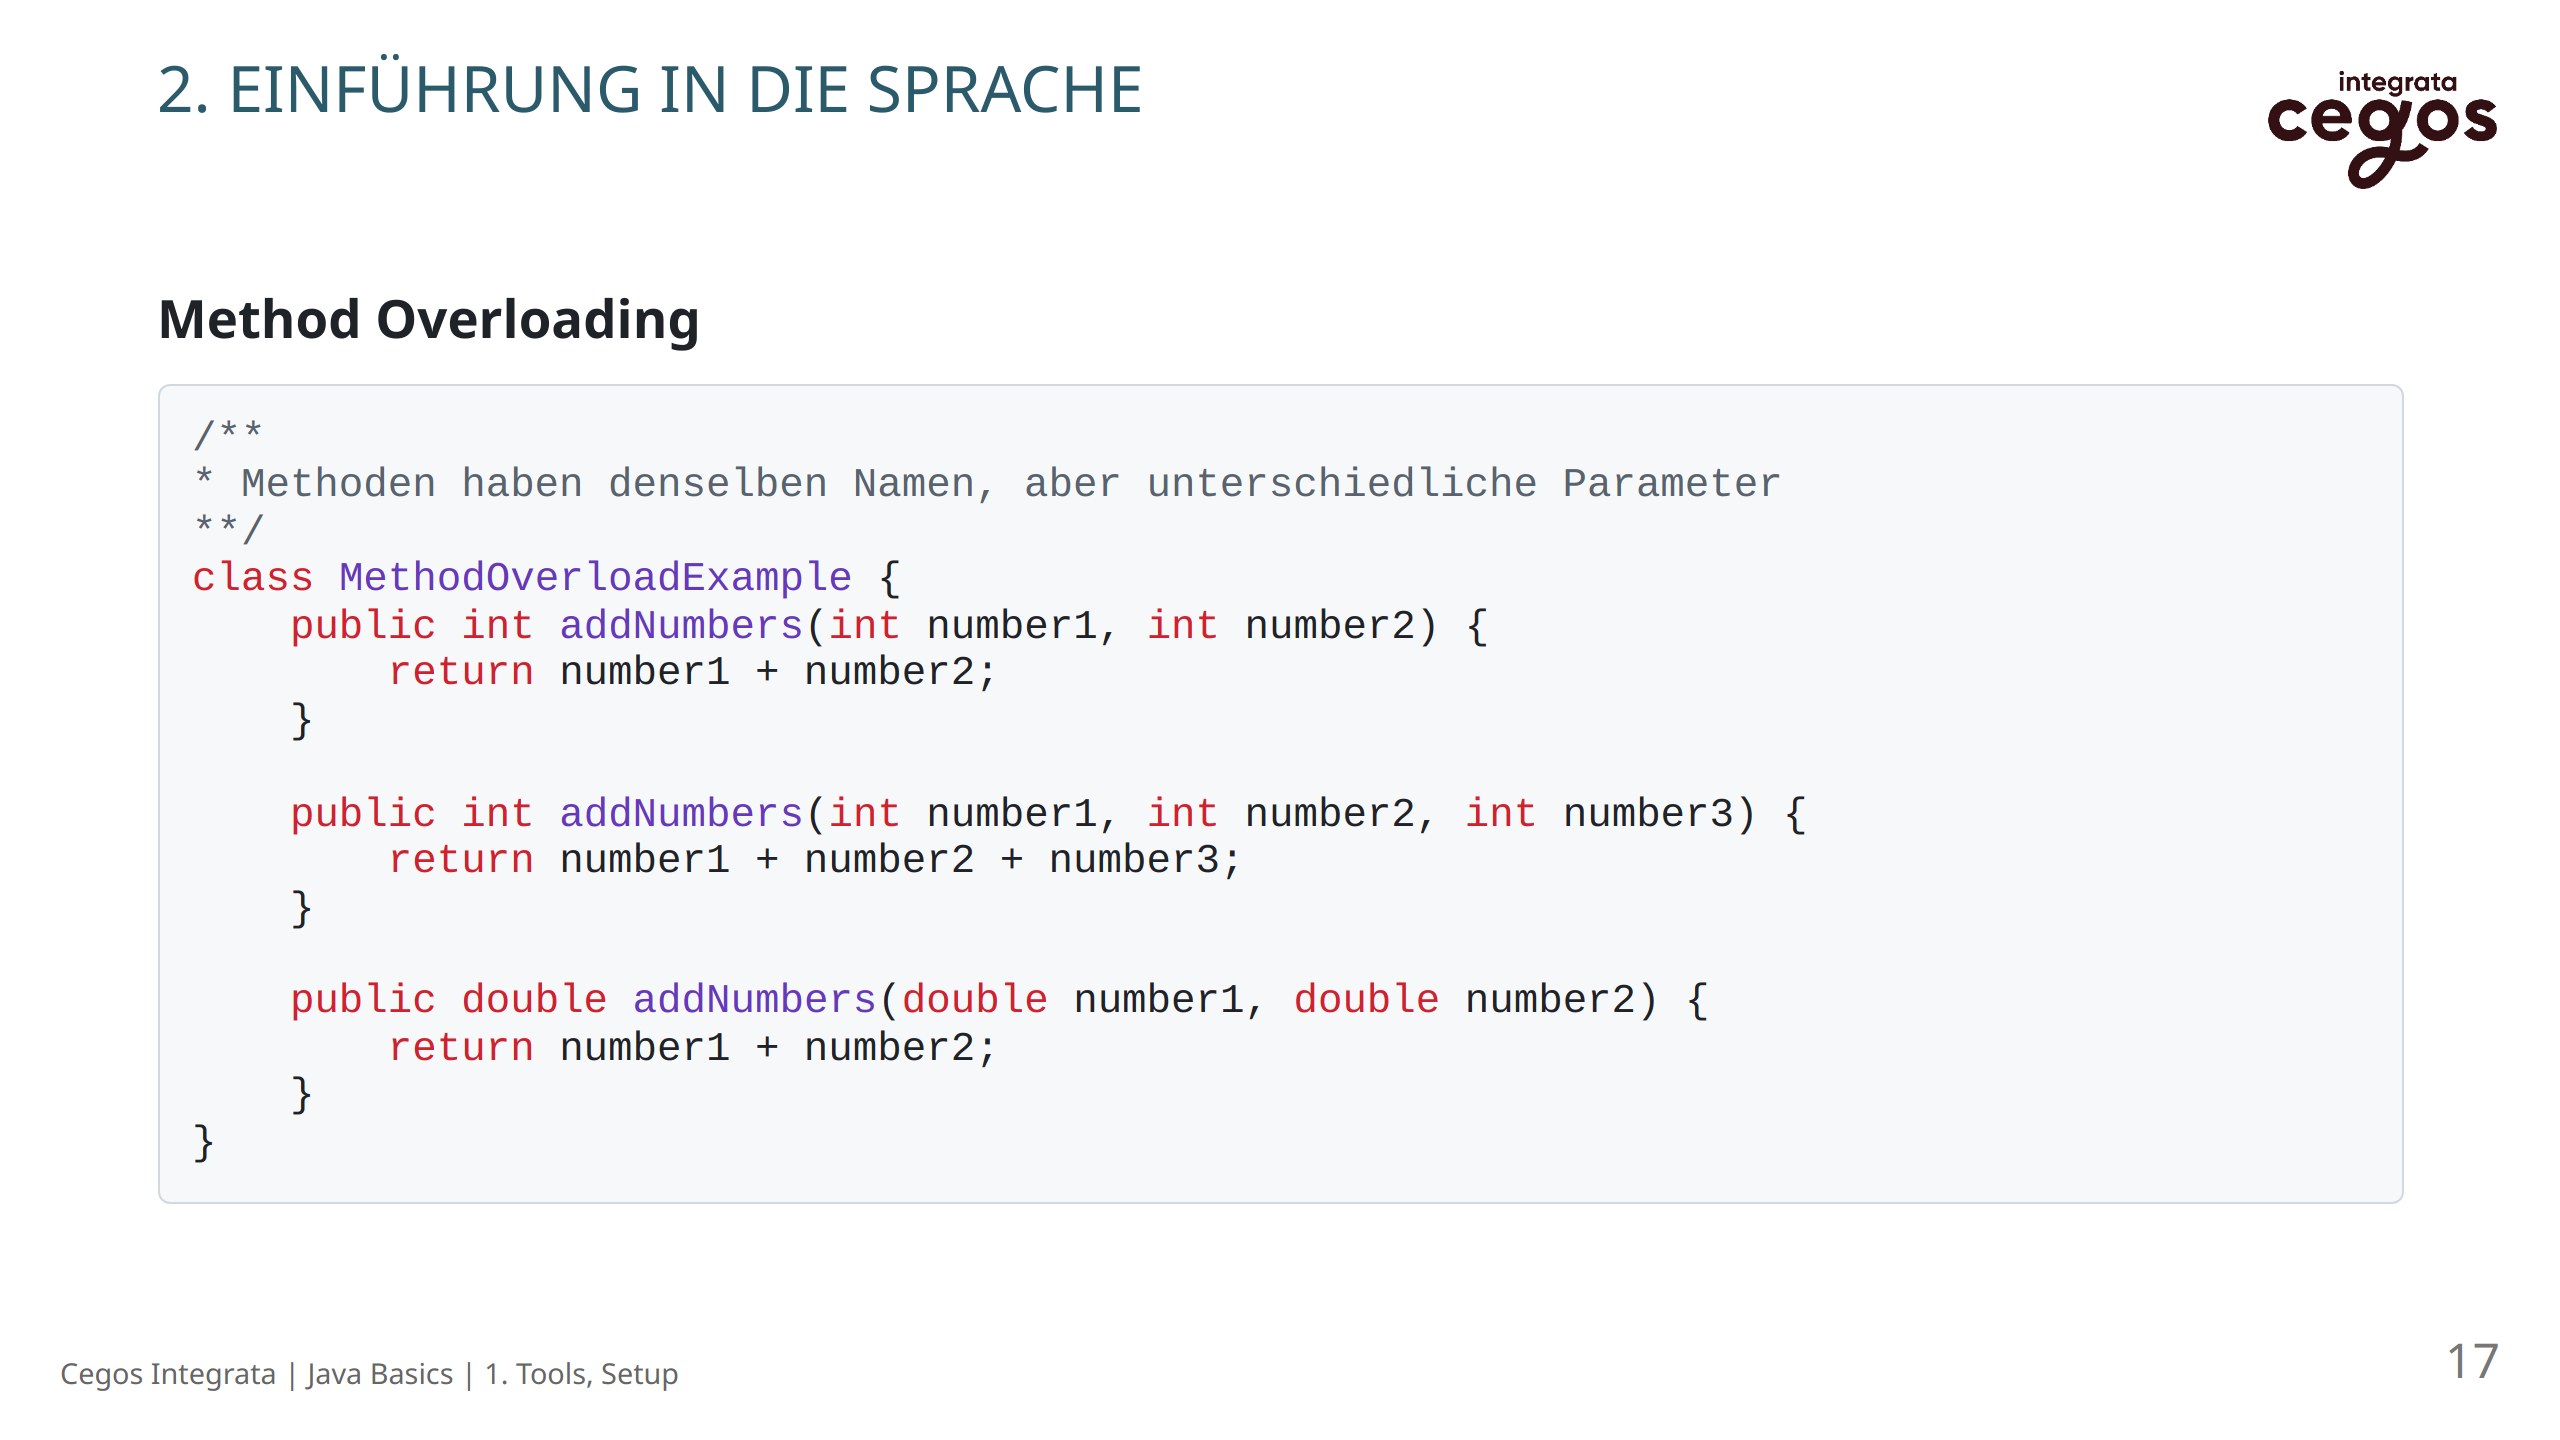 2. EINFÜHRUNG IN DIE SPRACHE
integrata
cegos
Method Overloading
/**
* Methoden haben denselben Namen, aber unterschiedliche Parameter
**/
class MethodOverloadExample {
    public int addNumbers(int number1, int number2) {
        return number1 + number2;
    }

    public int addNumbers(int number1, int number2, int number3) {
        return number1 + number2 + number3;
    }

    public double addNumbers(double number1, double number2) {
        return number1 + number2;
    }
}
Cegos Integrata | Java Basics | 1. Tools, Setup
17